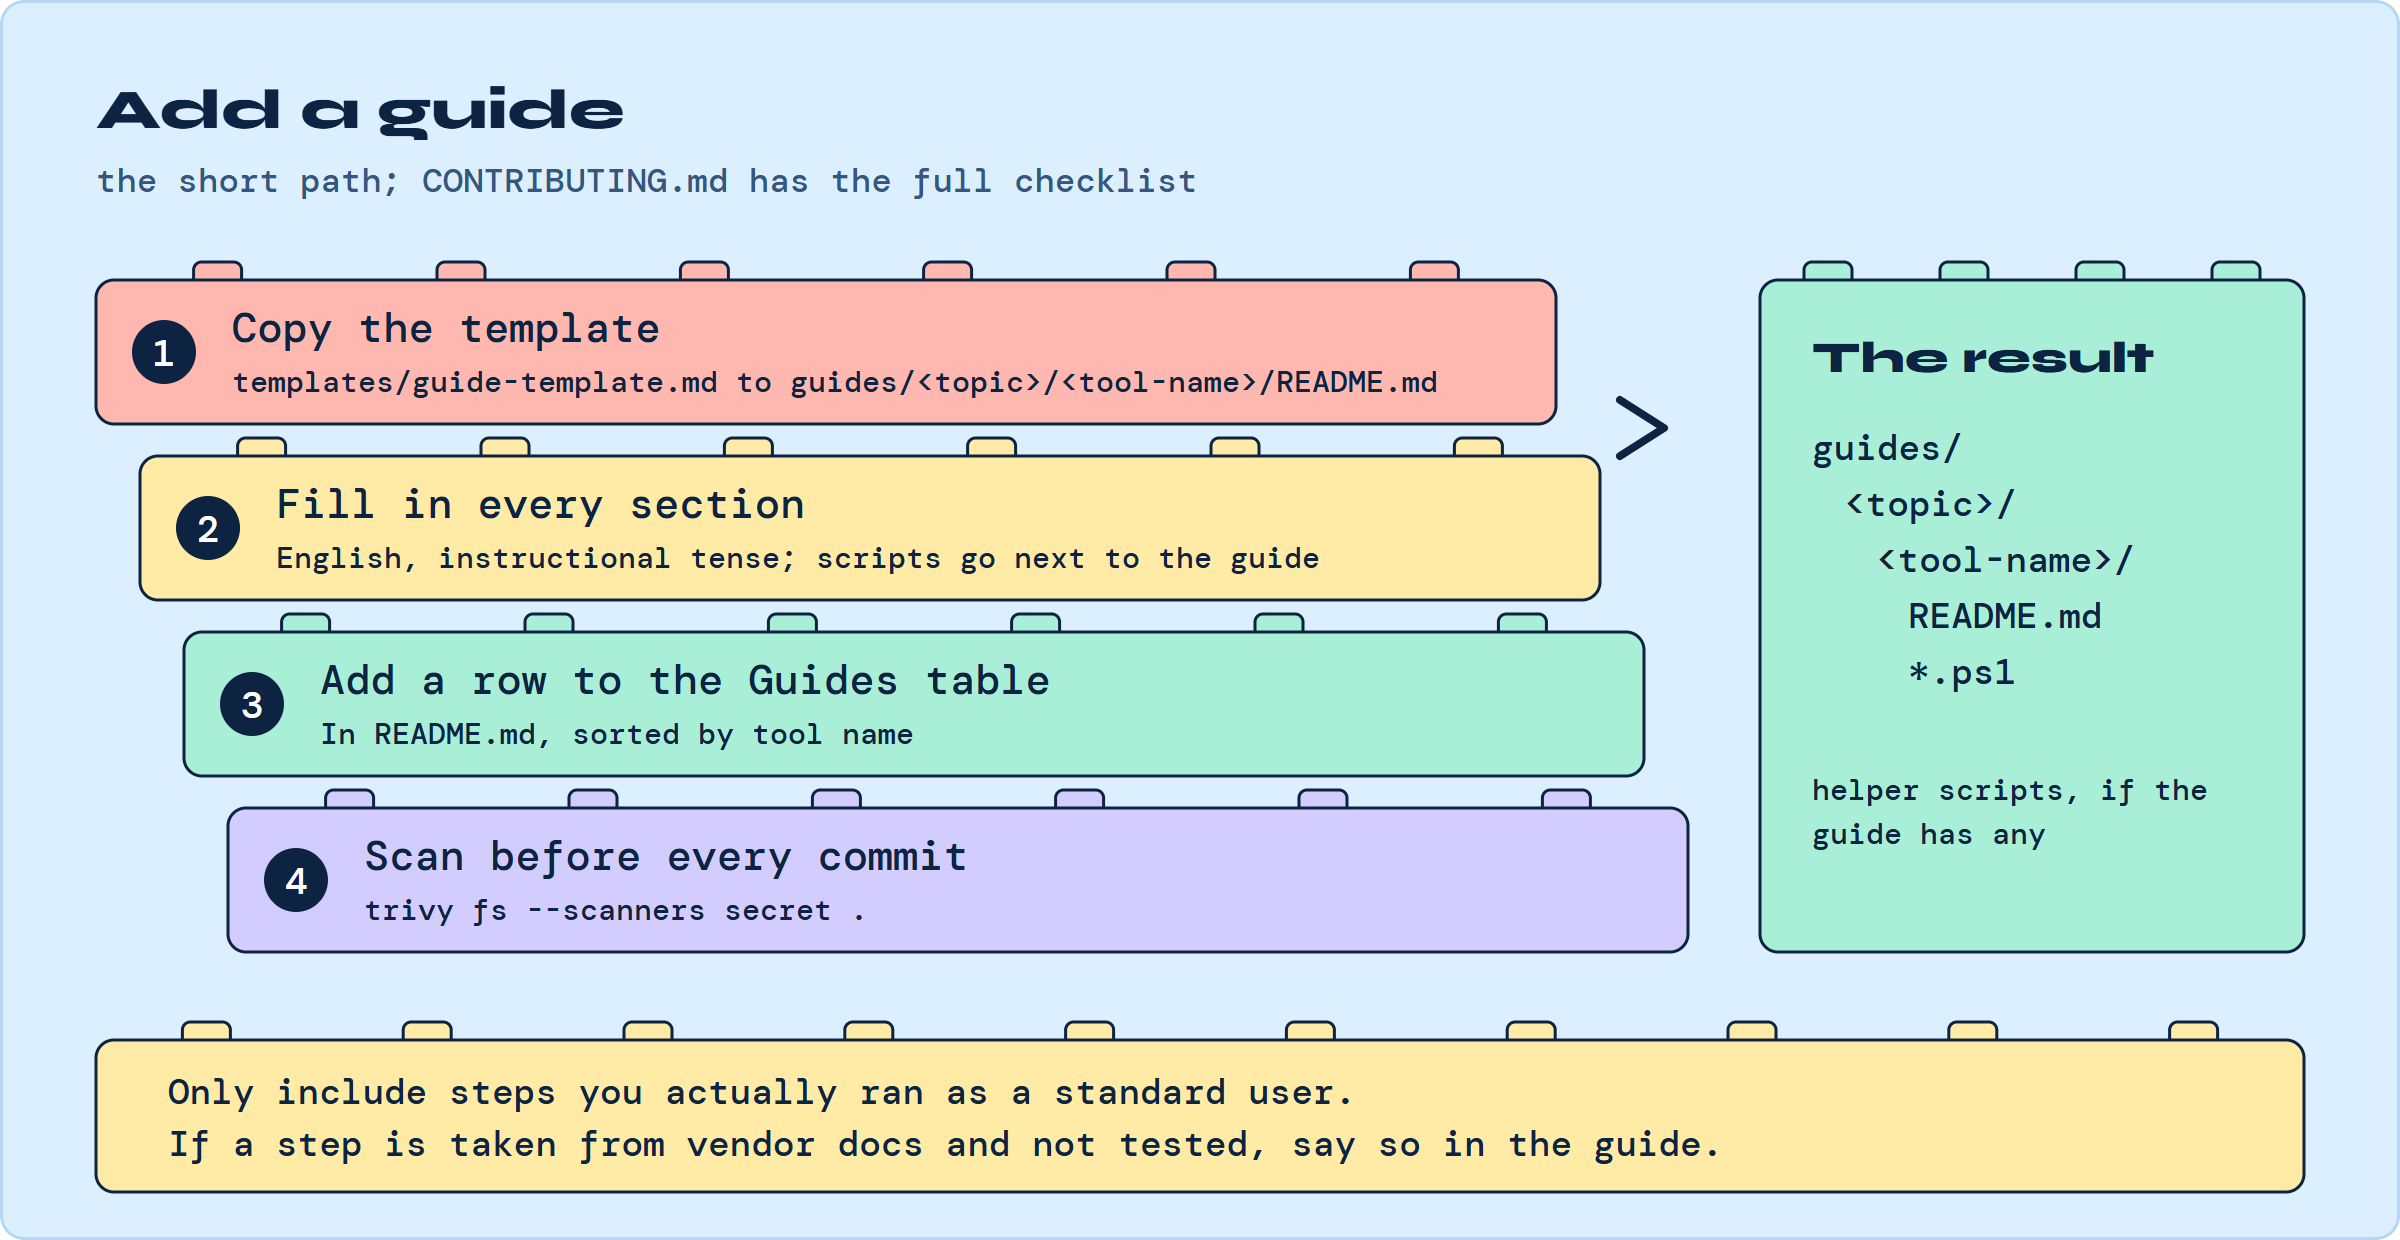 Add a guide
the short path; CONTRIBUTING.md has the full checklist
1
Copy the template
templates/guide-template.md to guides/<topic>/<tool-name>/README.md
2
Fill in every section
English, instructional tense; scripts go next to the guide
3
Add a row to the Guides table
In README.md, sorted by tool name
4
Scan before every commit
trivy fs --scanners secret .
>
The result
guides/
<topic>/
<tool-name>/
README.md
*.ps1
helper scripts, if the
guide has any
Only include steps you actually ran as a standard user.
If a step is taken from vendor docs and not tested, say so in the guide.